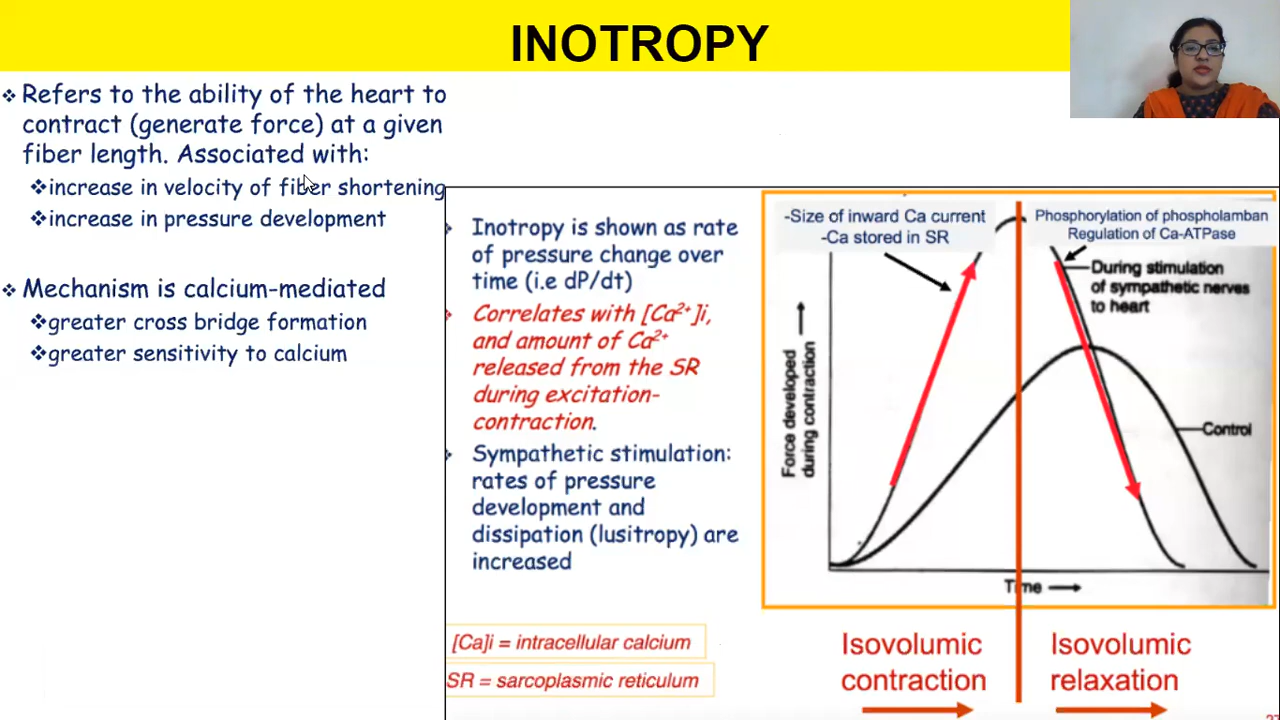 INOTROPY
❖ Refers to the ability of the heart to
contract (generate force) at a given
fiber length. Associated with:
❖increase in velocity of fiber shortening
❖increase in pressure development
❖ Mechanism is calcium-mediated
❖greater cross bridge formation
❖greater sensitivity to calcium
Inotropy is shown as rate
of pressure change over
time (i.e dP/dt)
Correlates with [Ca²⁺]i,
and amount of Ca²⁺
released from the SR
during excitation-
contraction.
Sympathetic stimulation:
rates of pressure
development and
dissipation (lusitropy) are
increased
[Ca]i = intracellular calcium
SR = sarcoplasmic reticulum
-Size of inward Ca current
-Ca stored in SR
Phosphorylation of phospholamban
Regulation of Ca-ATPase
During stimulation
of sympathetic nerves
to heart
Force developed
during contraction
Control
Time
Isovolumic
contraction
Isovolumic
relaxation